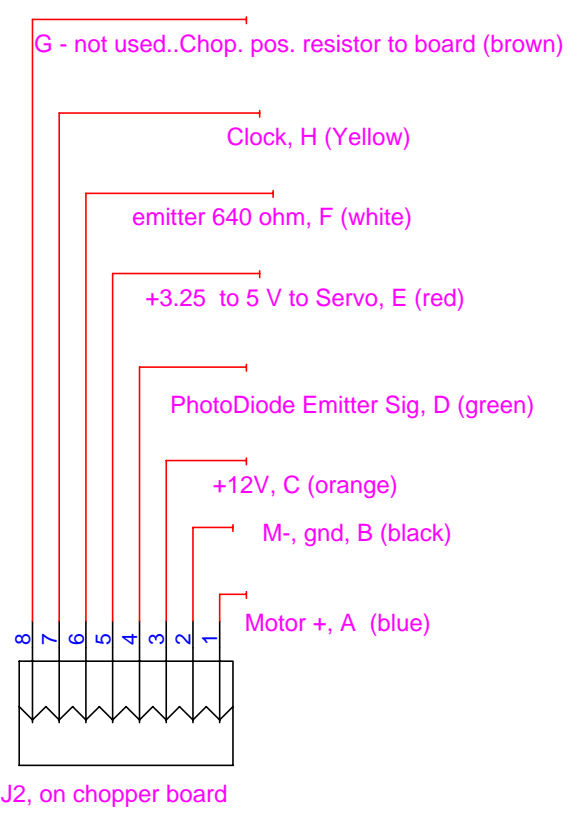 G - not used..Chop. pos. resistor to board (brown)
Clock, H (Yellow)
emitter 640 ohm, F (white)
+3.25  to 5 V to Servo, E (red)
PhotoDiode Emitter Sig, D (green)
+12V, C (orange)
M-, gnd, B (black)
Motor +, A  (blue)
8 7 6 5 4 3 2 1
J2, on chopper board